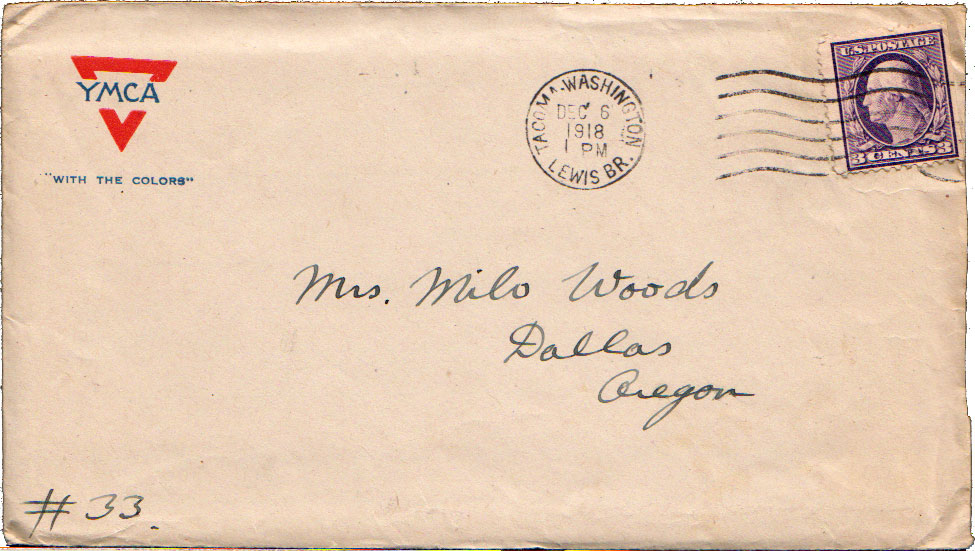 YMCA
"WITH THE COLORS"
TACOMA-WASHINGTON
DEC 6
1918
1 PM
LEWIS BR.
U.S. POSTAGE
3 CENTS 3
Mrs. Milo Woods
Dallas
Oregon
# 33.